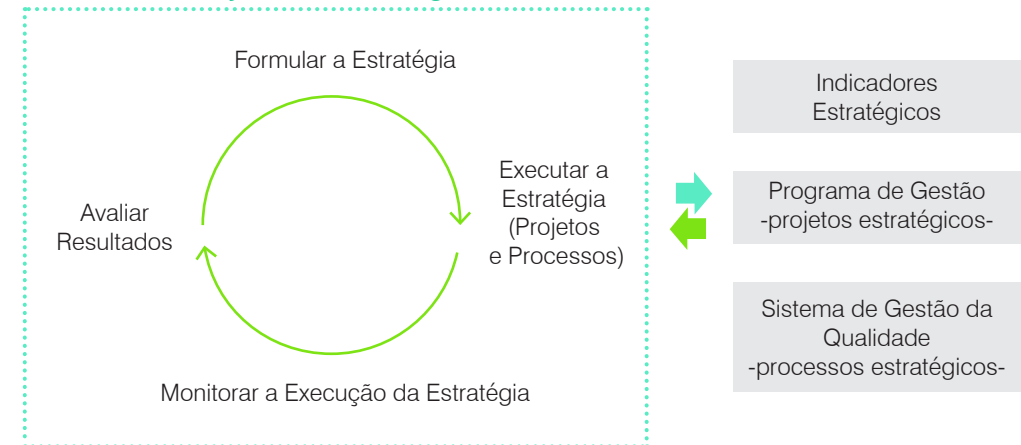 Formular a Estratégia
Executar a
Estratégia
(Projetos
e Processos)
Monitorar a Execução da Estratégia
Avaliar
Resultados
Indicadores
Estratégicos
Programa de Gestão
-projetos estratégicos-
Sistema de Gestão da
Qualidade
-processos estratégicos-